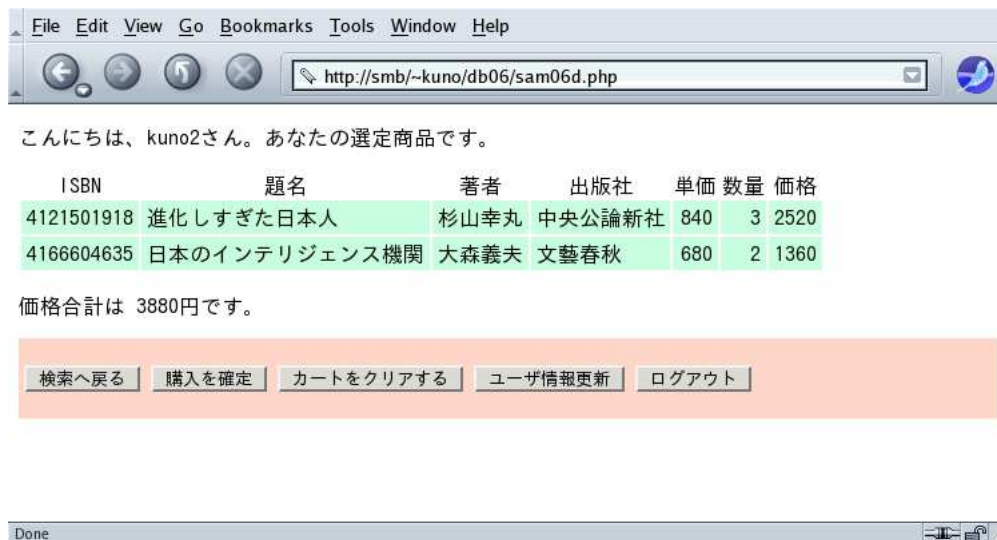 File Edit View Go Bookmarks Tools Window Help
http://smb/~kuno/db06/sam06d.php
こんにちは、kuno2さん。あなたの選定商品です。
ISBN 題名 著者 出版社 単価 数量 価格
4121501918 進化しすぎた日本人 杉山幸丸 中央公論新社 840 3 2520
4166604635 日本のインテリジェンス機関 大森義夫 文藝春秋 680 2 1360
価格合計は 3880円です。
検索へ戻る 購入を確定 カートをクリアする ユーザ情報更新 ログアウト
Done